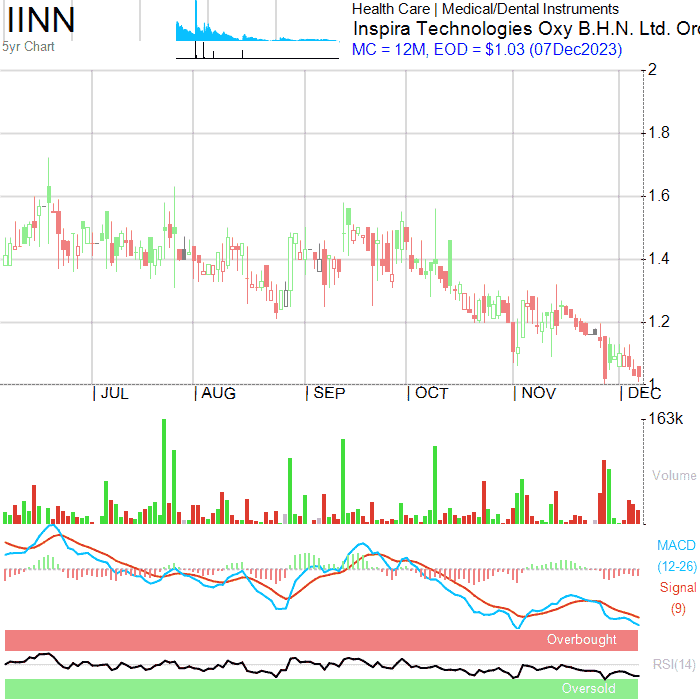 IINN
5yr Chart
Health Care | Medical/Dental Instruments
Inspira Technologies Oxy B.H.N. Ltd. Ord
MC = 12M, EOD = $1.03 (07Dec2023)
2
1.8
1.6
1.4
1.2
1
JUL AUG SEP OCT NOV DEC
163k
Volume
MACD
(12-26)
Signal
(9)
Overbought
RSI(14)
Oversold